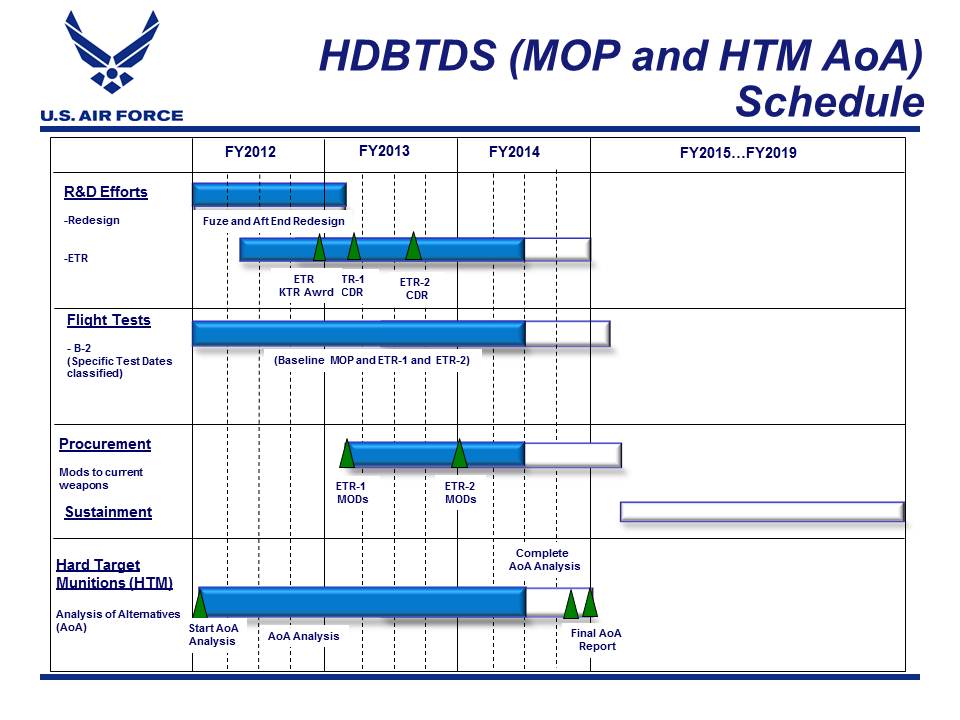 HDBTDS (MOP and HTM AoA)
Schedule
U.S. AIR FORCE
FY2012
FY2013
FY2014
FY2015…FY2019
R&D Efforts
-Redesign
Fuze and Aft End Redesign
-ETR
ETR
KTR Awrd
TR-1
CDR
ETR-2
CDR
Flight Tests
- B-2
(Specific Test Dates
classified)
(Baseline MOP and ETR-1 and ETR-2)
Procurement
Mods to current
weapons
ETR-1
MODs
ETR-2
MODs
Sustainment
Complete
AoA Analysis
Hard Target
Munitions (HTM)
Analysis of Alternatives
(AoA)
Start AoA
Analysis
AoA Analysis
Final AoA
Report